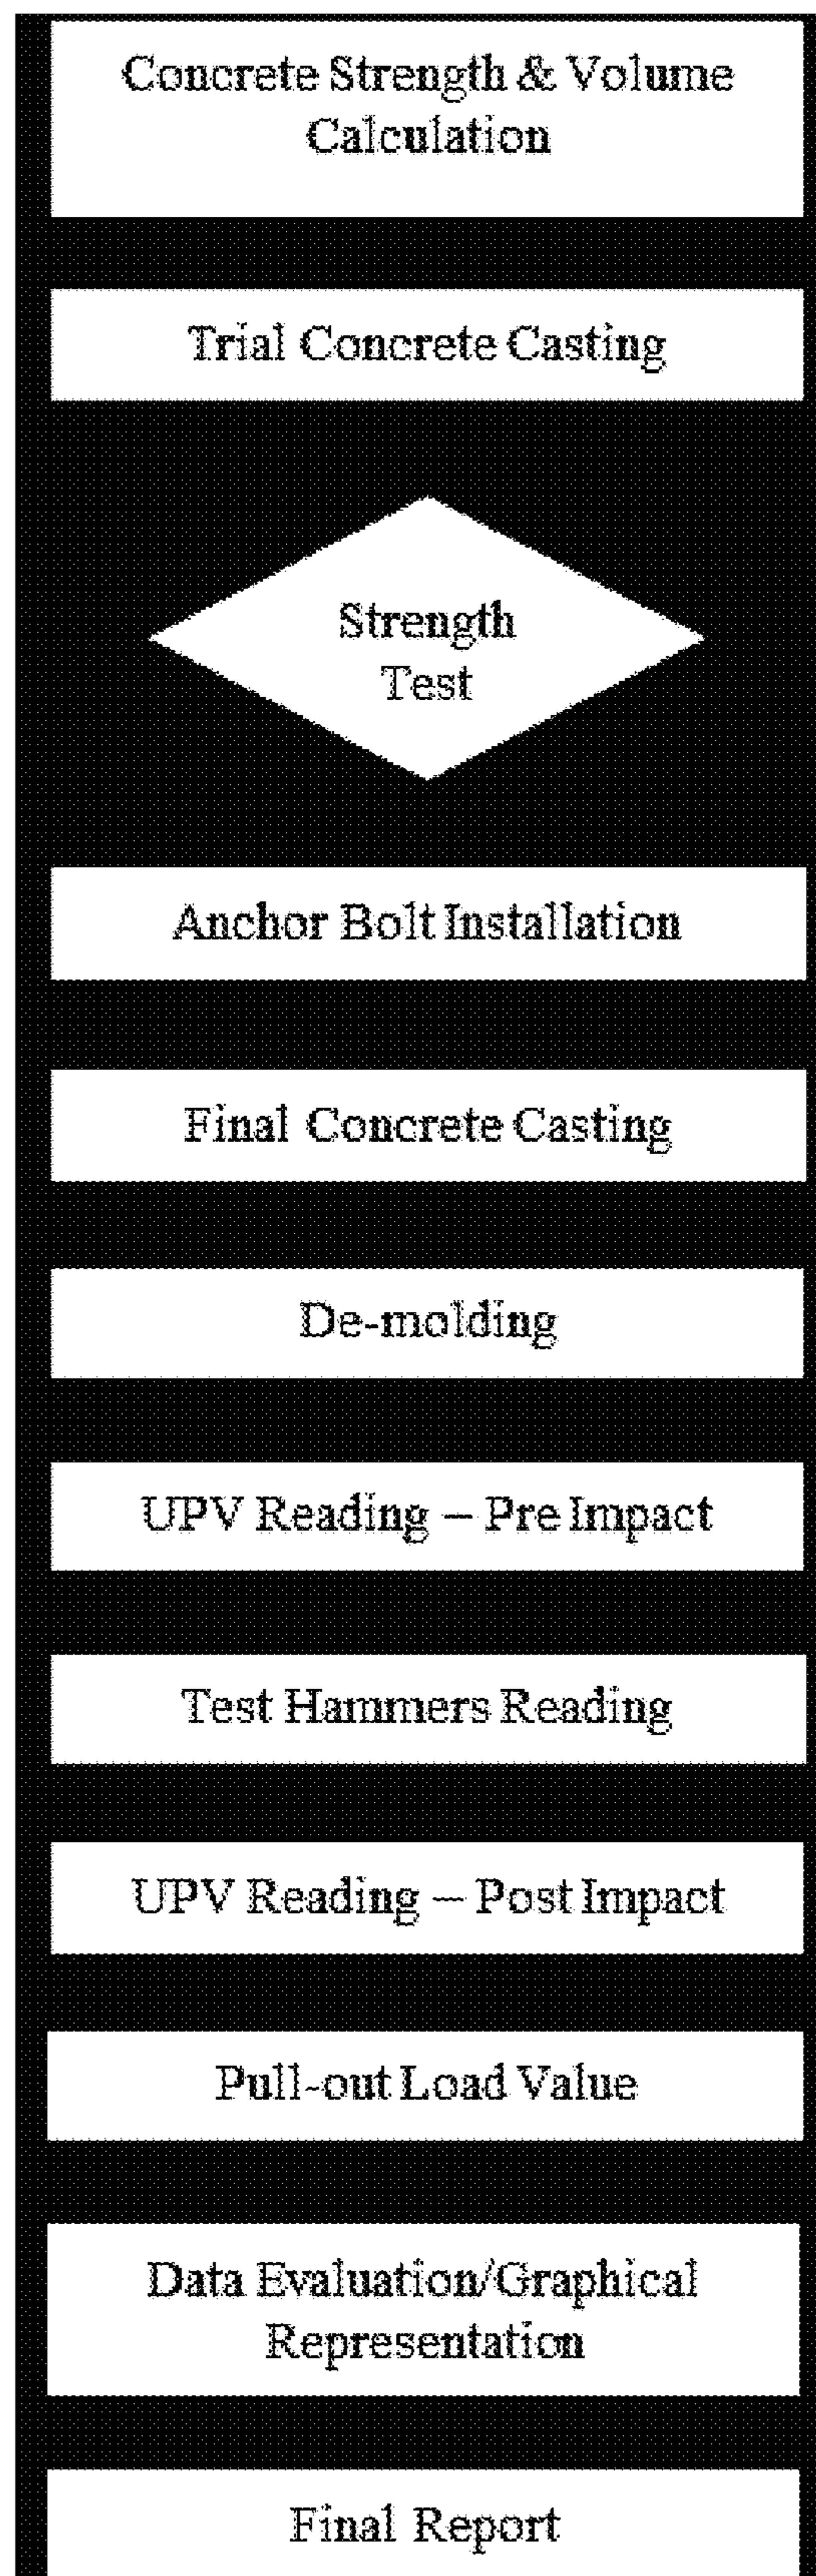 Concrete Strength & Volume
Calculation
Trial Concrete Casting
Strength
Test
Anchor Bolt Installation
Final Concrete Casting
De-molding
UPV Reading – Pre Impact
Test Hammers Reading
UPV Reading – Post Impact
Pull-out Load Value
Data Evaluation/Graphical
Representation
Final Report